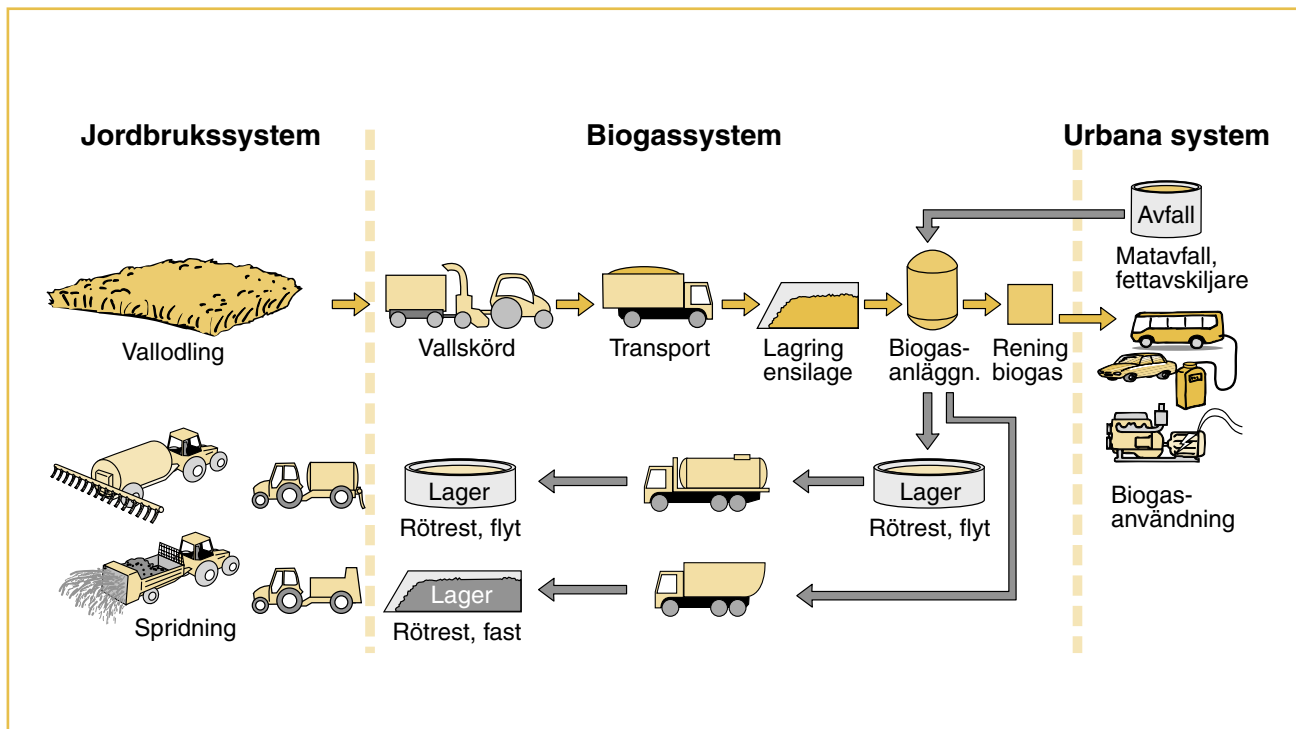 Jordbrukssystem
Biogassystem
Urbana system
Avfall
Matavfall,
fettavskiljare
Vallodling
Vallskörd
Transport
Lagring
ensilage
Biogas-
anläggn.
Rening
biogas
Lager
Rötrest, flyt
Lager
Rötrest, flyt
Biogas-
användning
Spridning
Lager
Rötrest, fast